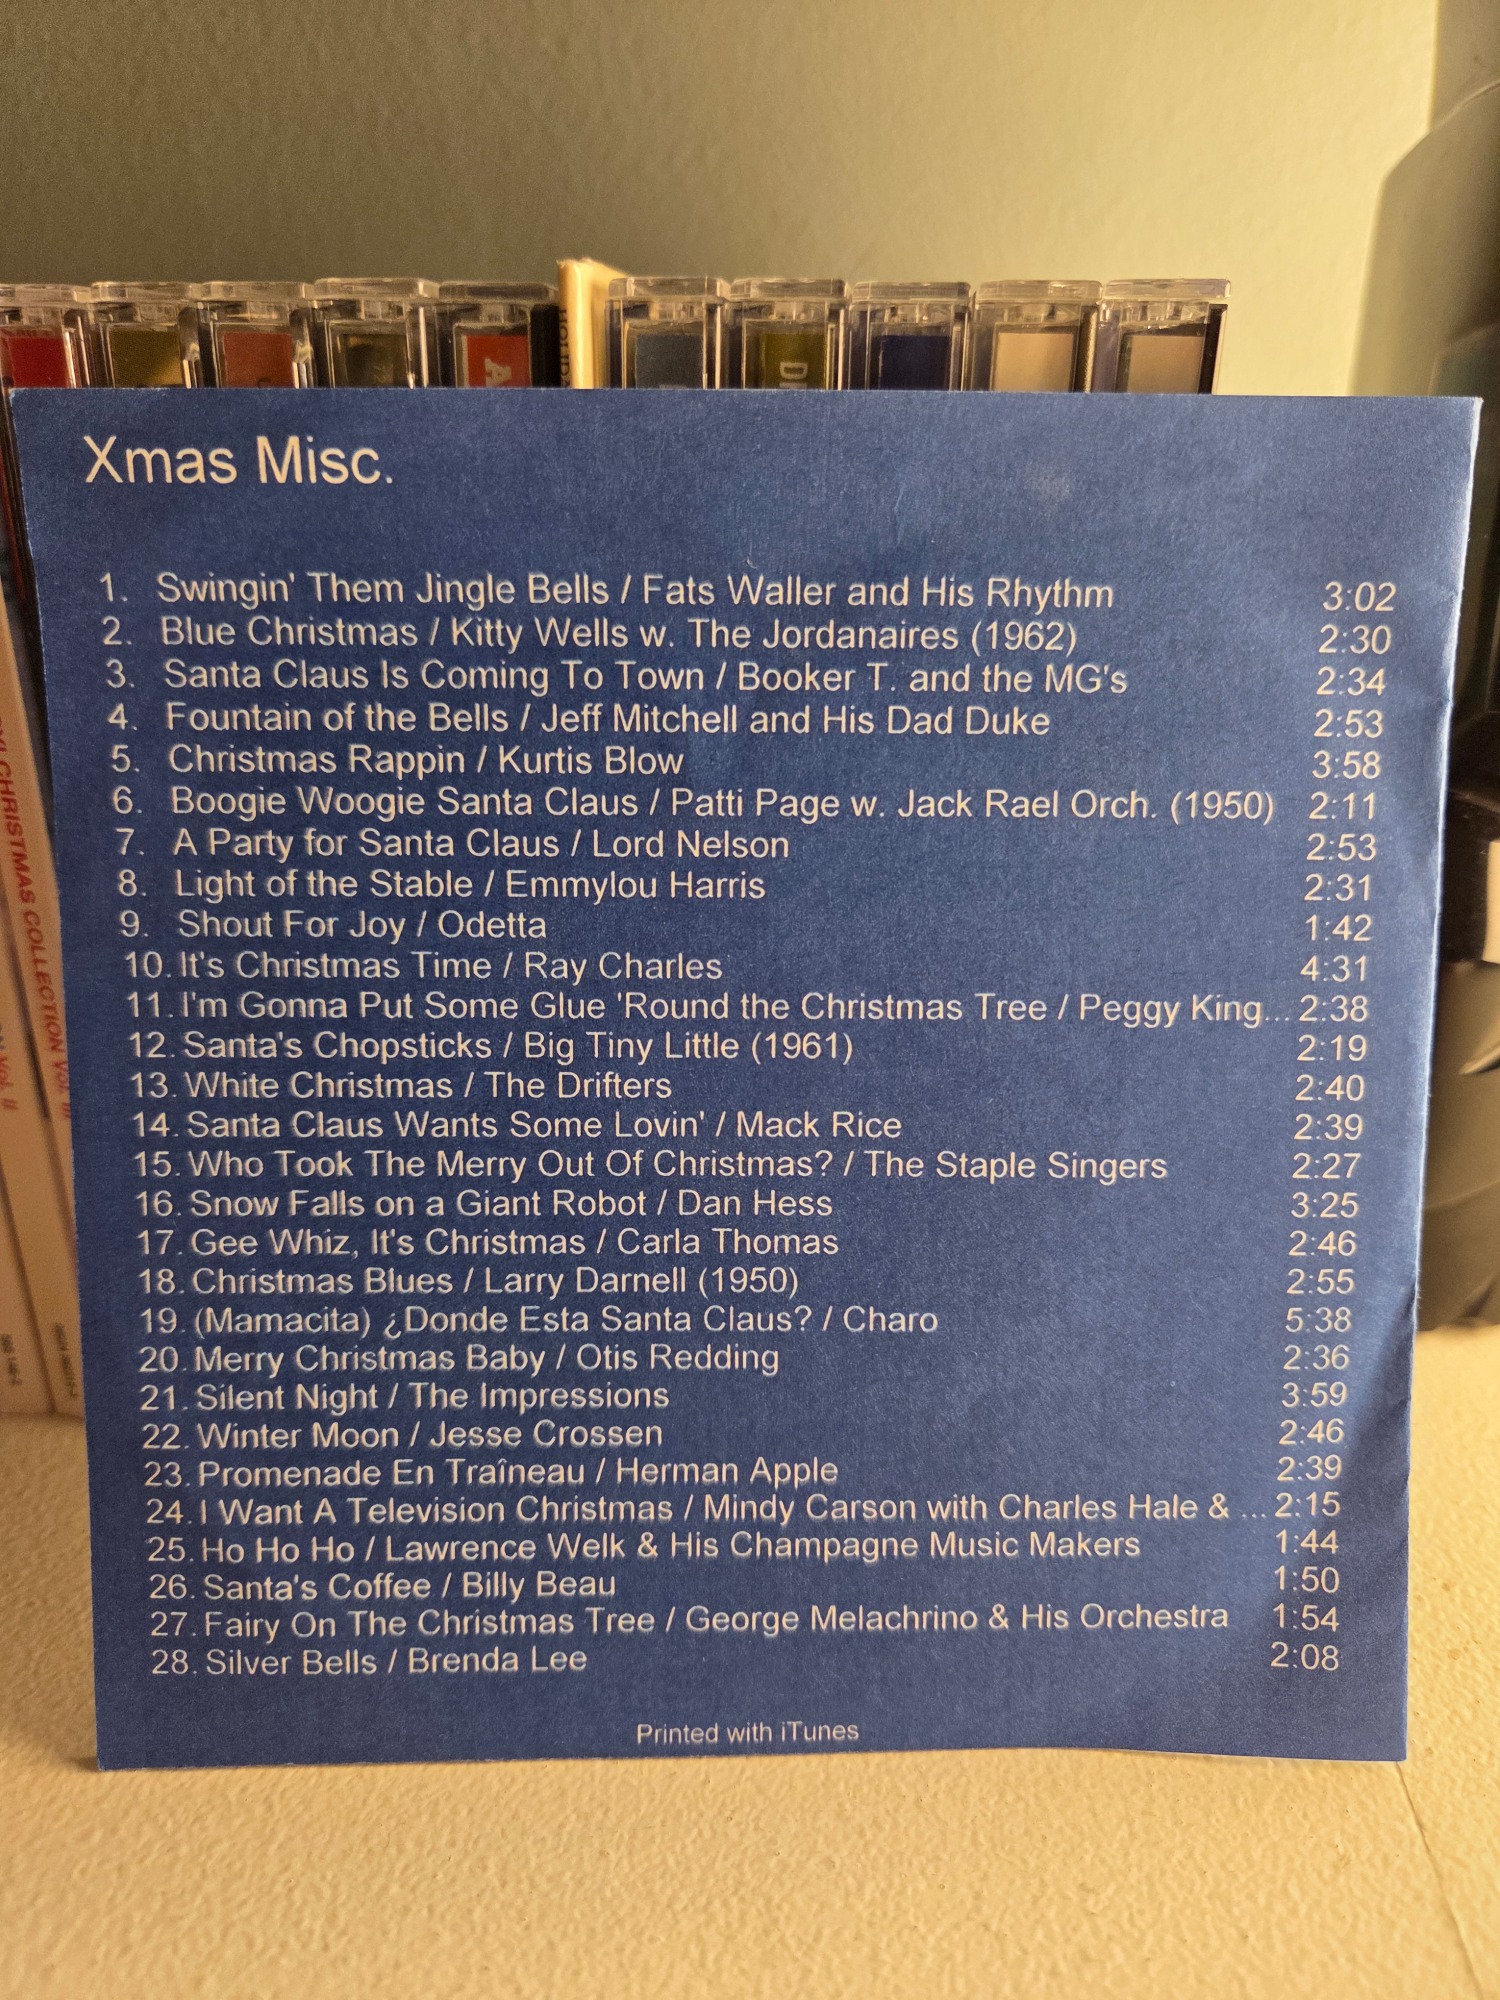 Xmas Misc.
1. Swingin' Them Jingle Bells / Fats Waller and His Rhythm 3:02
2. Blue Christmas / Kitty Wells w. The Jordanaires (1962) 2:30
3. Santa Claus Is Coming To Town / Booker T. and the MG's 2:34
4. Fountain of the Bells / Jeff Mitchell and His Dad Duke 2:53
5. Christmas Rappin / Kurtis Blow 3:58
6. Boogie Woogie Santa Claus / Patti Page w. Jack Rael Orch. (1950) 2:11
7. A Party for Santa Claus / Lord Nelson 2:53
8. Light of the Stable / Emmylou Harris 2:31
9. Shout For Joy / Odetta 1:42
10. It's Christmas Time / Ray Charles 4:31
11. I'm Gonna Put Some Glue 'Round the Christmas Tree / Peggy King... 2:38
12. Santa's Chopsticks / Big Tiny Little (1961) 2:19
13. White Christmas / The Drifters 2:40
14. Santa Claus Wants Some Lovin' / Mack Rice 2:39
15. Who Took The Merry Out Of Christmas? / The Staple Singers 2:27
16. Snow Falls on a Giant Robot / Dan Hess 3:25
17. Gee Whiz, It's Christmas / Carla Thomas 2:46
18. Christmas Blues / Larry Darnell (1950) 2:55
19. (Mamacita) ¿Donde Esta Santa Claus? / Charo 5:38
20. Merry Christmas Baby / Otis Redding 2:36
21. Silent Night / The Impressions 3:59
22. Winter Moon / Jesse Crossen 2:46
23. Promenade En Traîneau / Herman Apple 2:39
24. I Want A Television Christmas / Mindy Carson with Charles Hale & ... 2:15
25. Ho Ho Ho / Lawrence Welk & His Champagne Music Makers 1:44
26. Santa's Coffee / Billy Beau 1:50
27. Fairy On The Christmas Tree / George Melachrino & His Orchestra 1:54
28. Silver Bells / Brenda Lee 2:08
Printed with iTunes
CHRISTMAS COLLECTION Vol. III
Vol. II